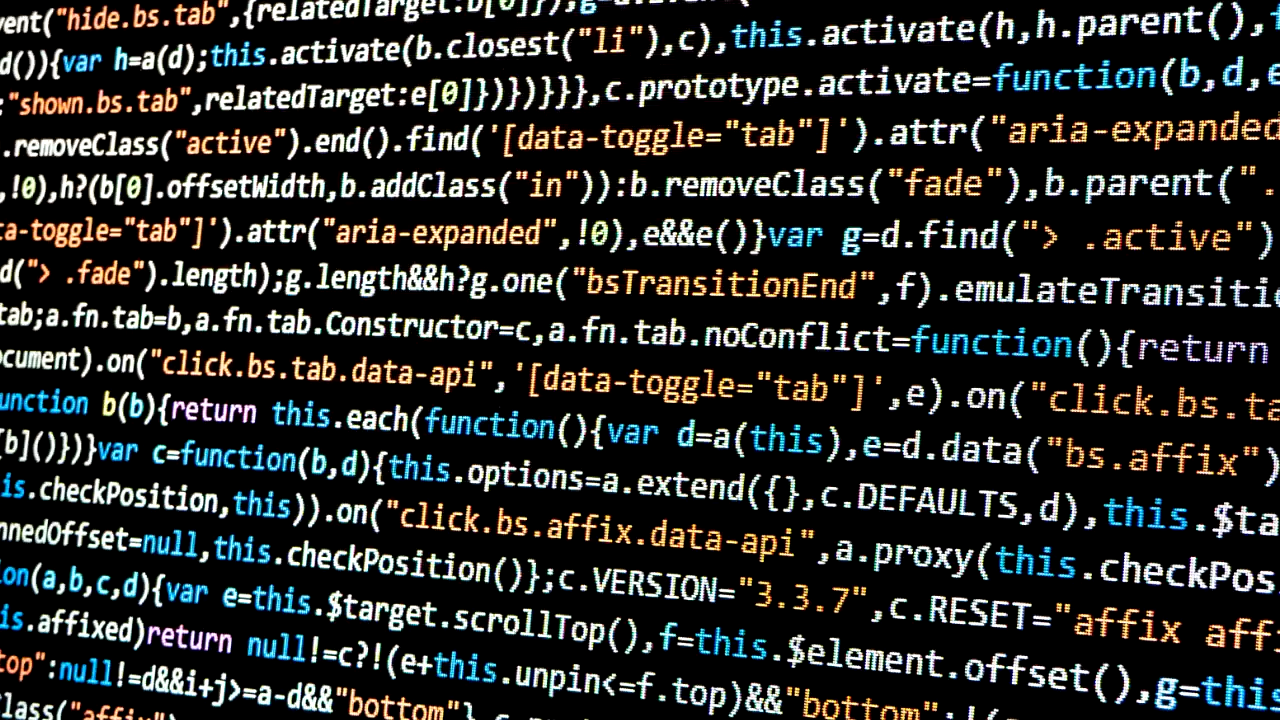 vent("hide.bs.tab",{relatedTarget:b[0]}),g=a.Event(
d()){var h=a(d);this.activate(b.closest("li"),c),this.activate(h,h.parent(),
"shown.bs.tab",relatedTarget:e[0]})})}}},c.prototype.activate=function(b,d,e
.removeClass("active").end().find('[data-toggle="tab"]').attr("aria-expanded
,!0),h?(b[0].offsetWidth,b.addClass("in")):b.removeClass("fade"),b.parent(".
ta-toggle="tab"]').attr("aria-expanded",!0),e&&e()}var g=d.find("> .active")
d("> .fade").length);g.length&&h?g.one("bsTransitionEnd",f).emulateTransiti
tab;a.fn.tab=b,a.fn.tab.Constructor=c,a.fn.tab.noConflict=function(){return
ocument).on("click.bs.tab.data-api",'[data-toggle="tab"]',e).on("click.bs.ta
unction b(b){return this.each(function(){var d=a(this),e=d.data("bs.affix")
[b]()})}var c=function(b,d){this.options=a.extend({},c.DEFAULTS,d),this.$ta
is.checkPosition,this)).on("click.bs.affix.data-api",a.proxy(this.checkPos
nnedOffset=null,this.checkPosition()};c.VERSION="3.3.7",c.RESET="affix aff
ion(a,b,c,d){var e=this.$target.scrollTop(),f=this.$element.offset(),g=this
is.affixed)return null!=c?!(e+this.unpin<=f.top)&&"bottom":!(
top":null!=d&&i+j>=a-d&&"bottom"}
Class("affix")